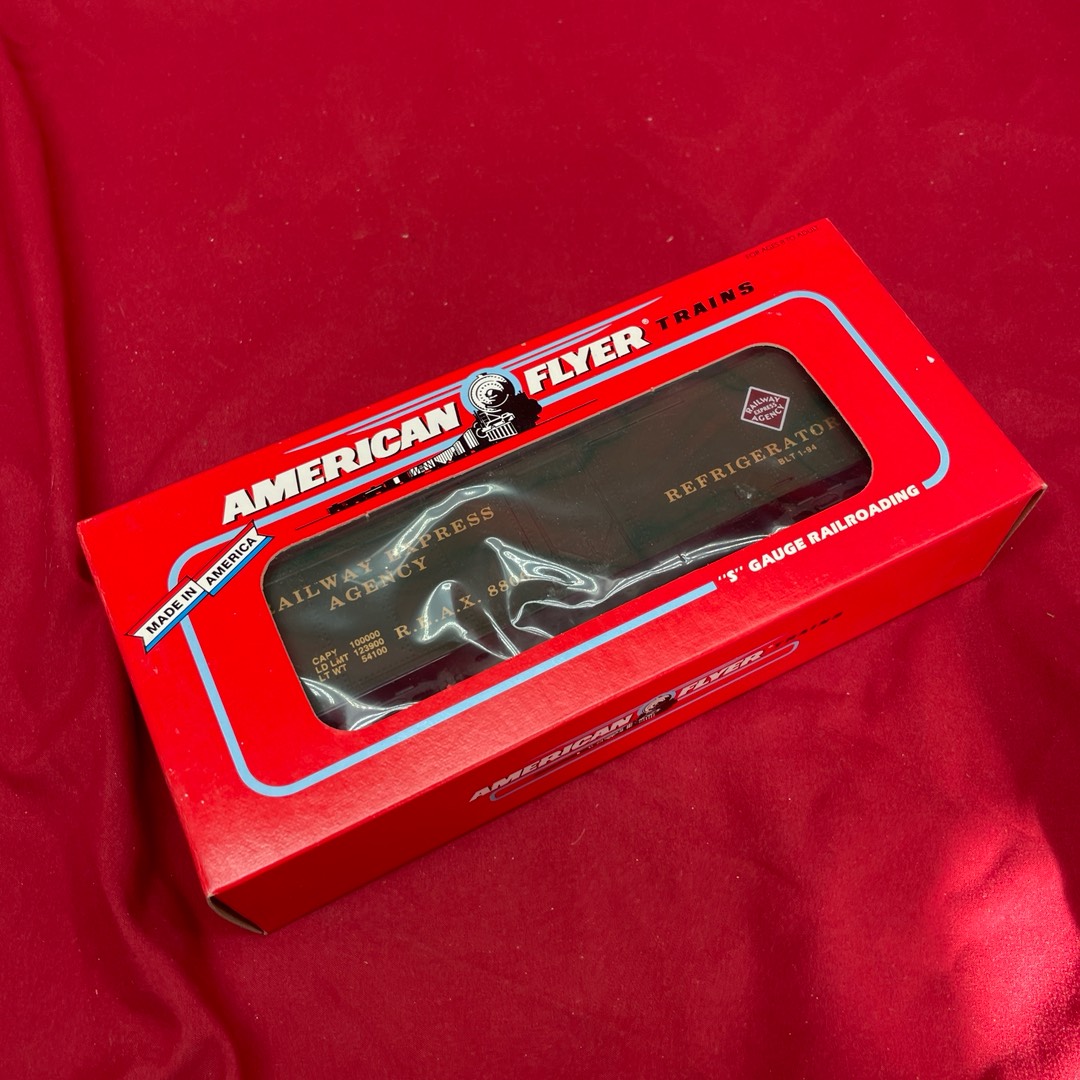 AMERICAN FLYER® TRAINS
MADE IN AMERICA
RAILWAY
EXPRESS
AGENCY
REFRIGERATOR
BLT 1-94
EXPRESS
AGENCY
R.E.A.X.
CAPY 100000
LD LMT 123900
LT WT 54100
"S" GAUGE RAILROADING
AMERICAN FLYER TRAINS